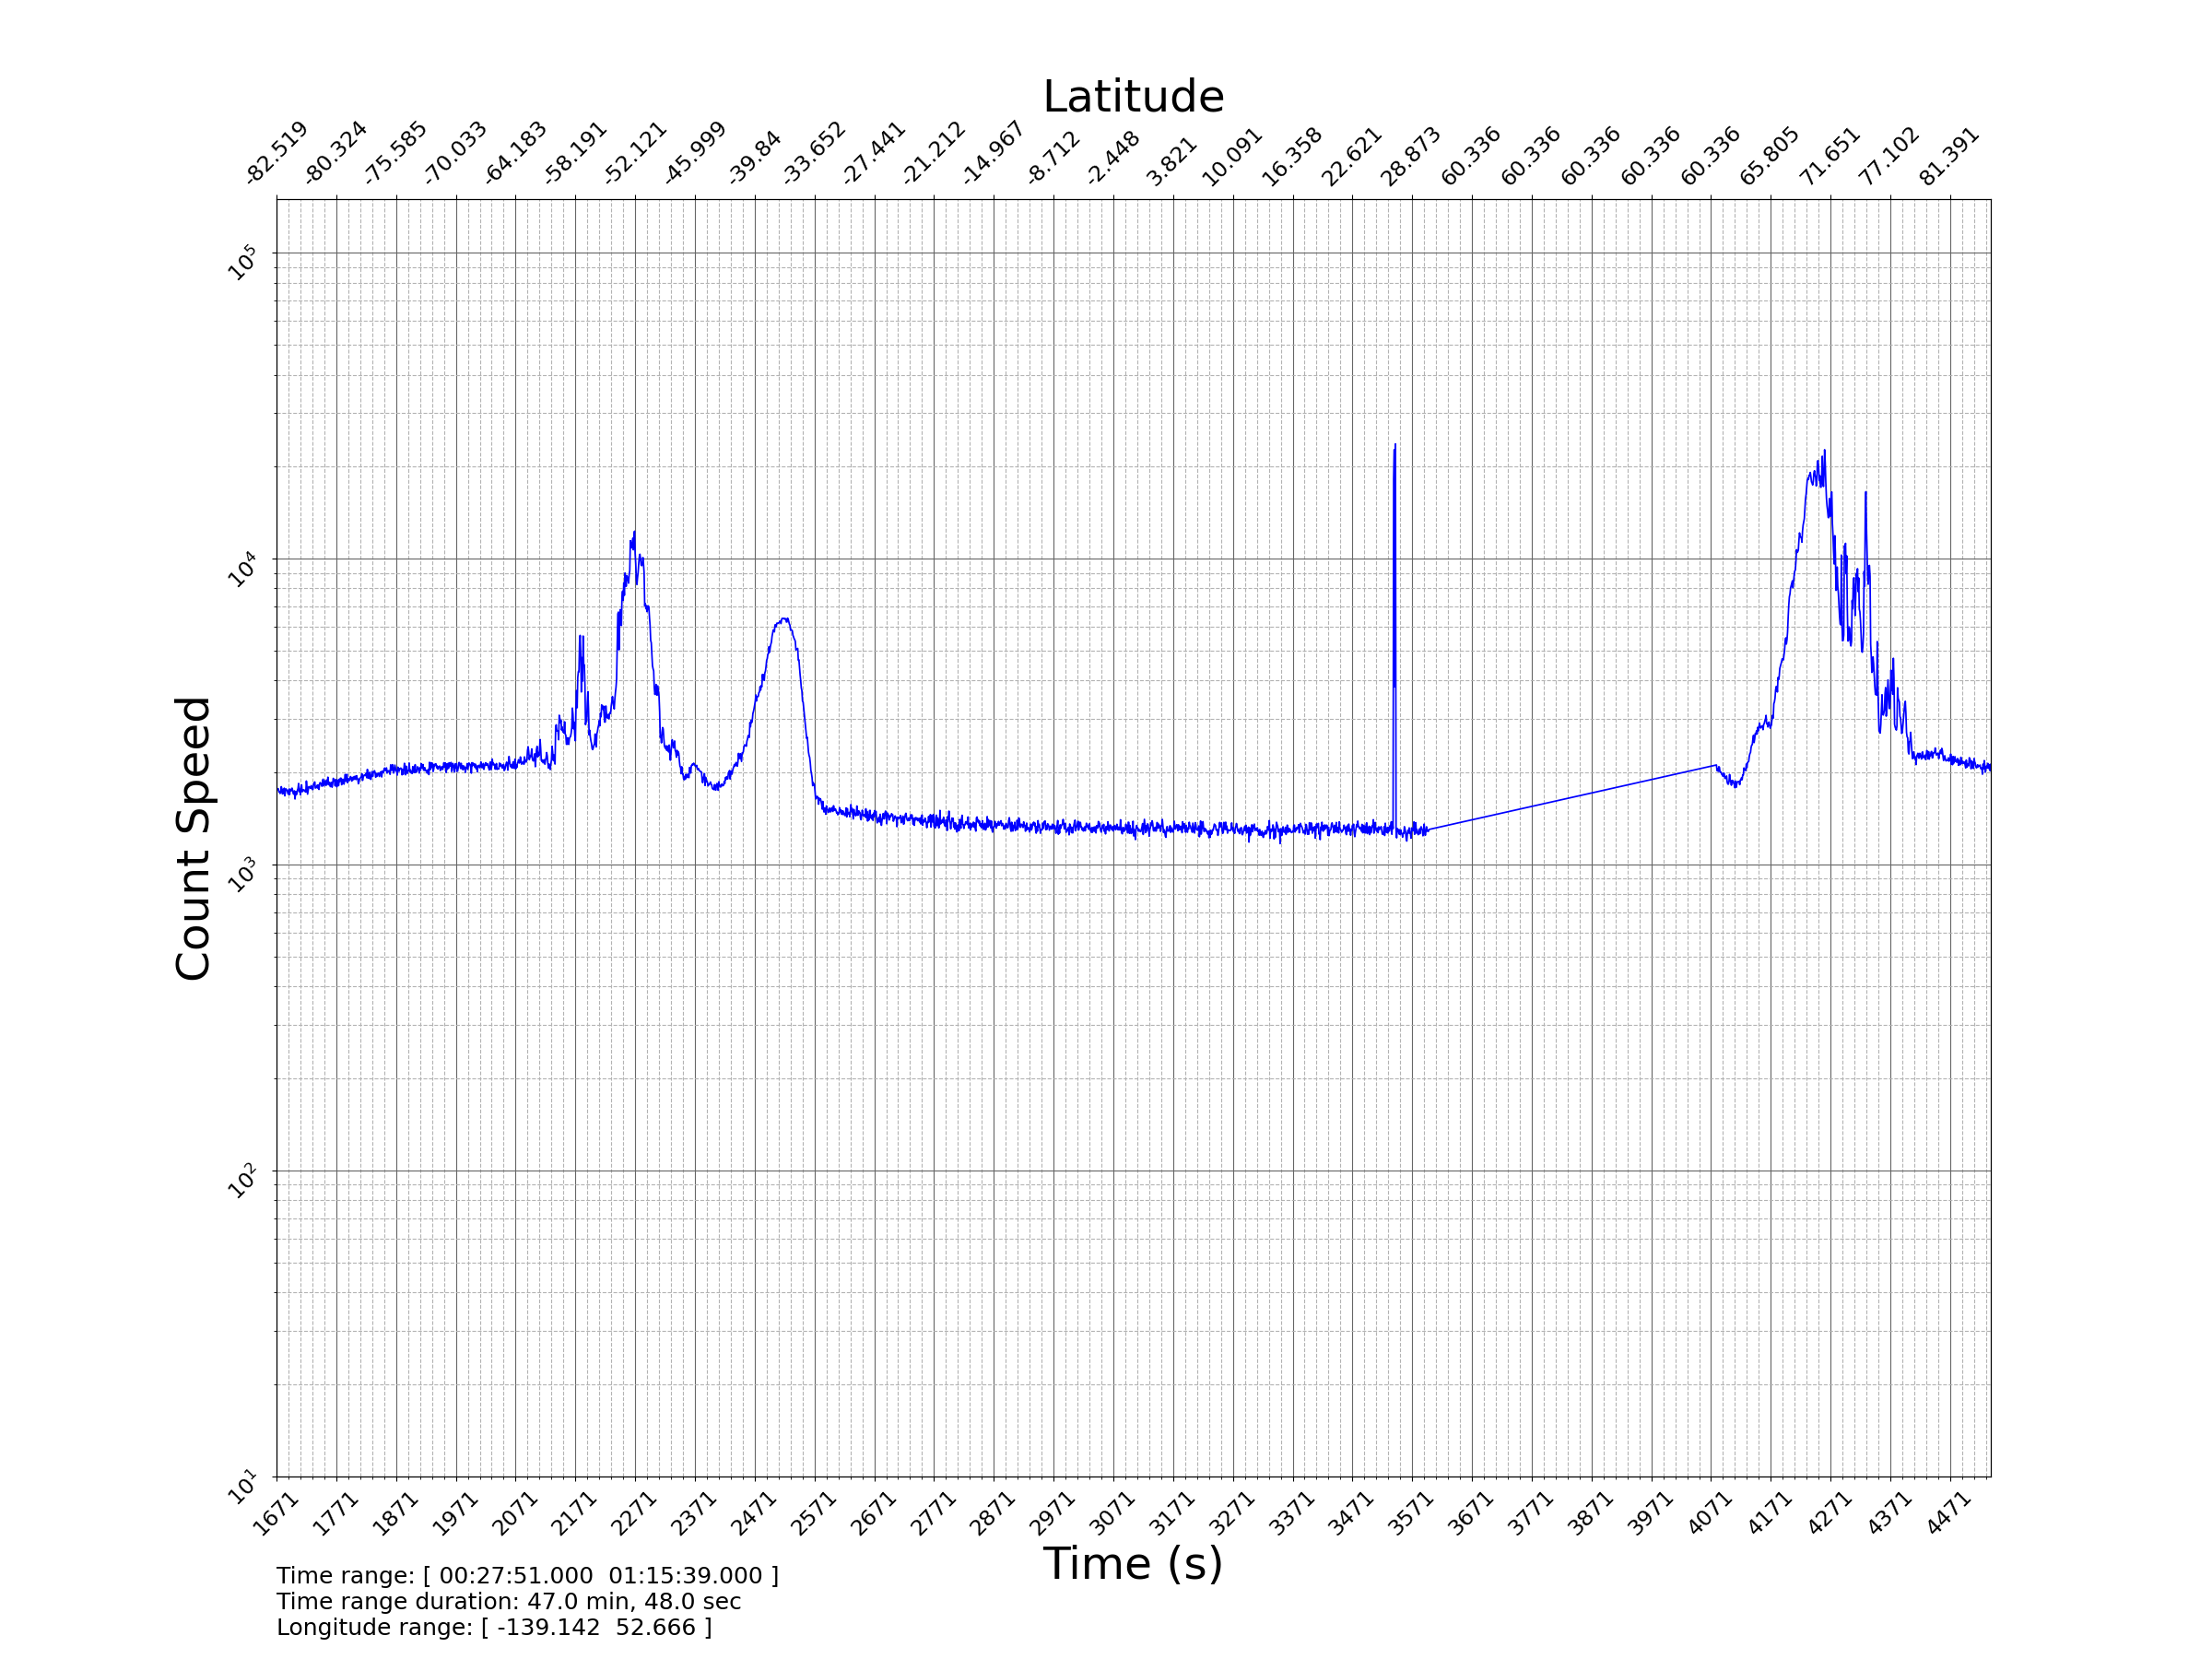 Latitude
-82.519 -80.324 -75.585 -70.033 -64.183 -58.191 -52.121 -45.999 -39.84 -33.652 -27.441 -21.212 -14.967 -8.712 -2.448 3.821 10.091 16.358 22.621 28.873 60.336 60.336 60.336 60.336 60.336 65.805 71.651 77.102 81.391
10⁵
10⁴
10³
10²
10¹
Count Speed
1671 1771 1871 1971 2071 2171 2271 2371 2471 2571 2671 2771 2871 2971 3071 3171 3271 3371 3471 3571 3671 3771 3871 3971 4071 4171 4271 4371 4471
Time (s)
Time range: [ 00:27:51.000 01:15:39.000 ]
Time range duration: 47.0 min, 48.0 sec
Longitude range: [ -139.142 52.666 ]